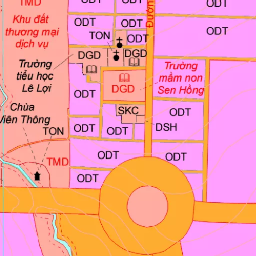 TMD
ODT
ODT
ODT
Khu đất
thương mại
dịch vụ
ODT
ODT
TON
ODT
ODT
DGD
DGD
Trường
tiểu học
Lê Lợi
Trường
mầm non
Sen Hồng
ODT
DGD
Chùa
Viên Thông
SKC
TON
ODT
ODT
DSH
TMD
ODT
ODT
ODT
ODT
ODT
ODT